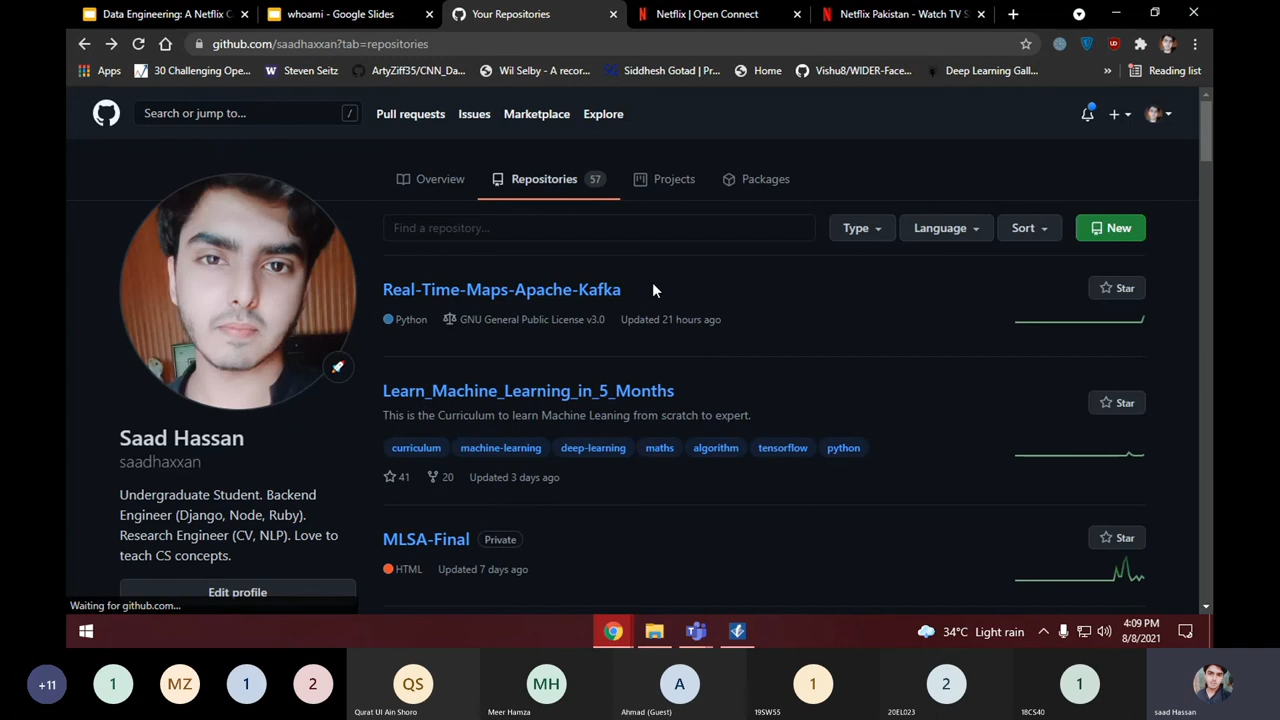 Data Engineering: A Netflix C
whoami - Google Slides
Your Repositories
Netflix | Open Connect
Netflix Pakistan - Watch TV S
github.com/saadhaxxan?tab=repositories
Apps
30 Challenging Ope...
Steven Seitz
ArtyZiff35/CNN_Da...
Wil Selby - A recor...
Siddhesh Gotad | Pr...
Home
Vishu8/WIDER-Face...
Deep Learning Gall...
»
Reading list
Search or jump to...
/
Pull requests
Issues
Marketplace
Explore
Overview
Repositories 57
Projects
Packages
Find a repository...
Type
Language
Sort
New
Real-Time-Maps-Apache-Kafka
Star
Python
GNU General Public License v3.0
Updated 21 hours ago
Learn_Machine_Learning_in_5_Months
Star
This is the Curriculum to learn Machine Leaning from scratch to expert.
curriculum
machine-learning
deep-learning
maths
algorithm
tensorflow
python
41
20
Updated 3 days ago
MLSA-Final
Private
Star
HTML
Updated 7 days ago
Saad Hassan
saadhaxxan
Undergraduate Student. Backend
Engineer (Django, Node, Ruby).
Research Engineer (CV, NLP). Love to
teach CS concepts.
Edit profile
Waiting for github.com...
34°C Light rain
4:09 PM
8/8/2021
+11
1
MZ
1
2
QS
Qurat Ul Ain Shoro
MH
Meer Hamza
A
Ahmad (Guest)
1
19SW55
2
20EL023
1
18CS40
saad Hassan